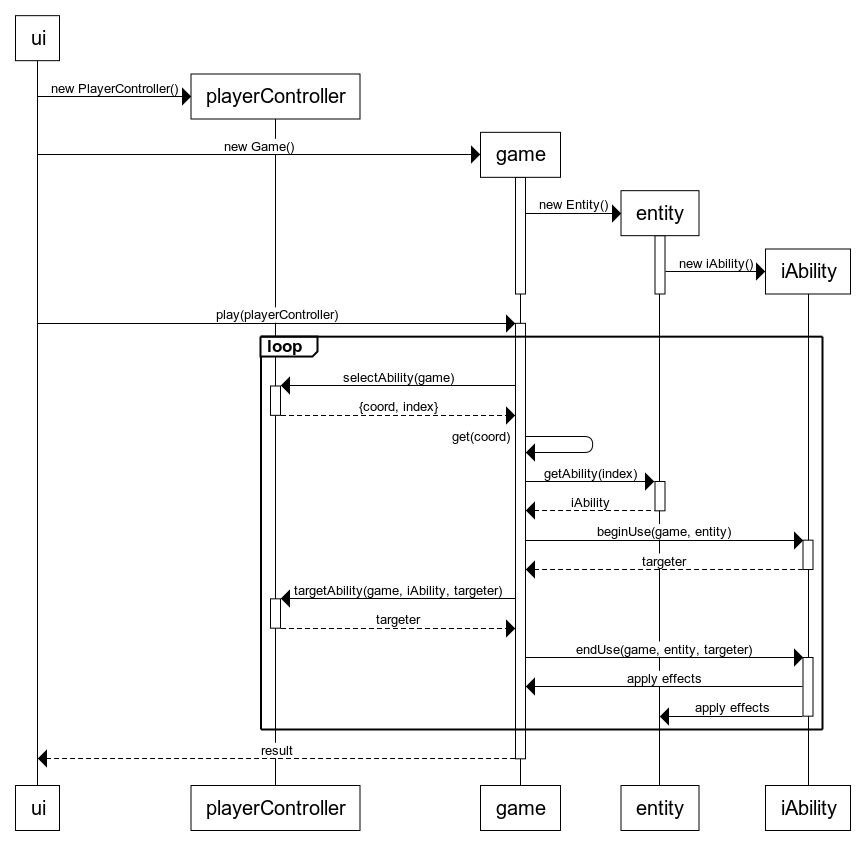 ui
new PlayerController()
playerController
new Game()
game
new Entity()
entity
new iAbility()
iAbility
play(playerController)
loop
selectAbility(game)
{coord, index}
get(coord)
getAbility(index)
iAbility
beginUse(game, entity)
targeter
targetAbility(game, iAbility, targeter)
targeter
endUse(game, entity, targeter)
apply effects
apply effects
result
ui
playerController
game
entity
iAbility